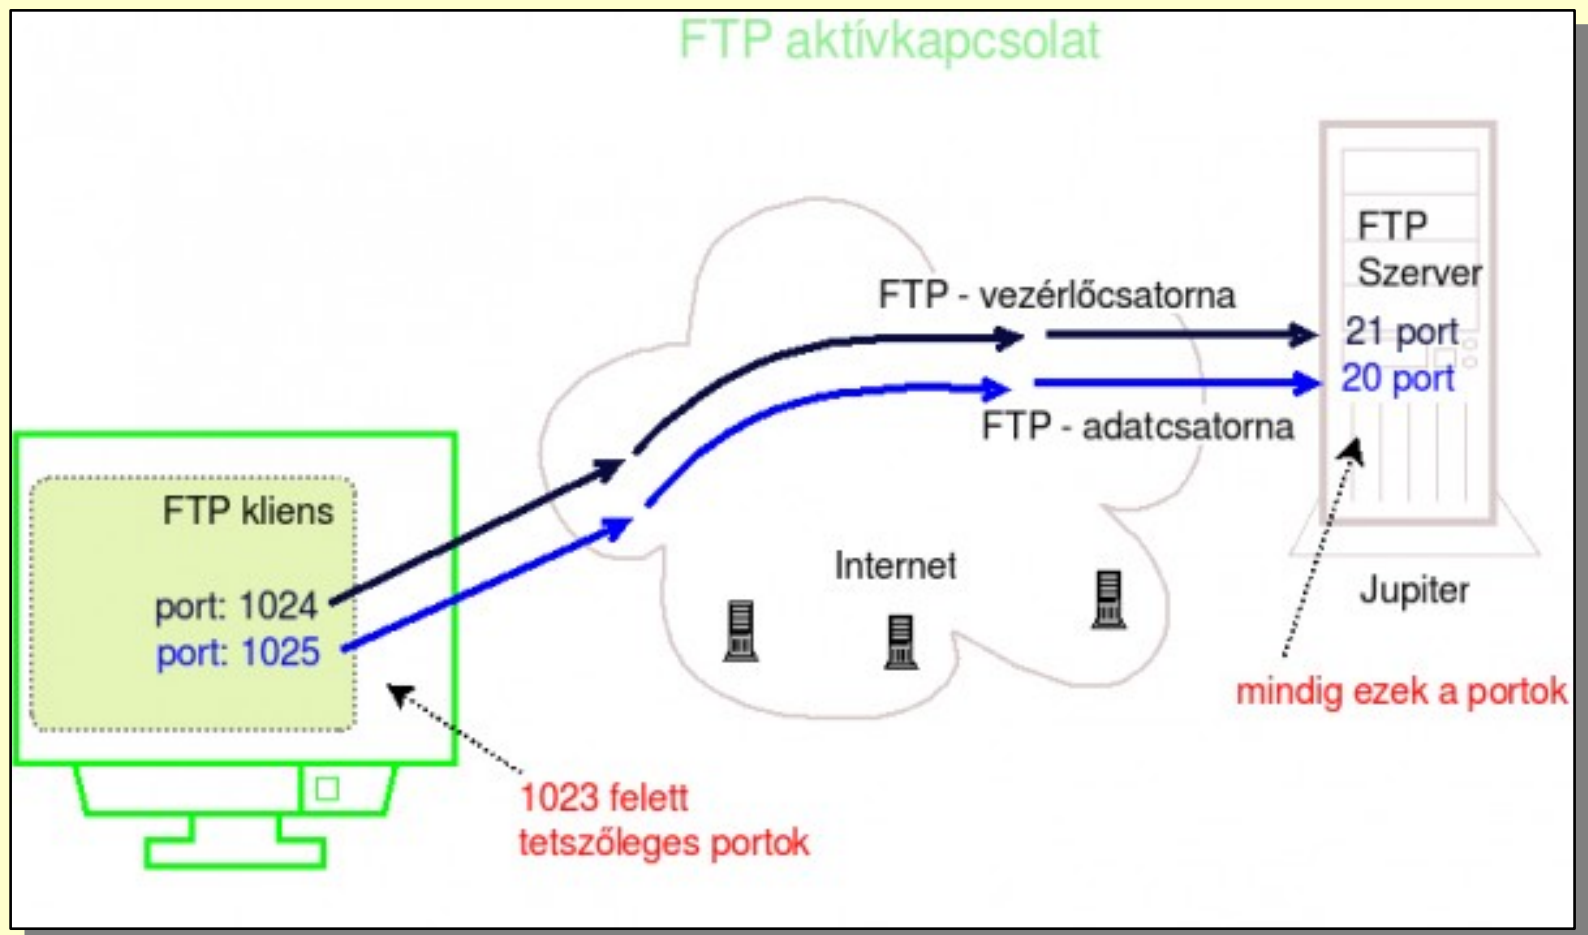 FTP aktívkapcsolat
FTP
Szerver
FTP - vezérlőcsatorna
21 port
20 port
FTP - adatcsatorna
FTP kliens
port: 1024
port: 1025
Internet
Jupiter
mindig ezek a portok
1023 felett
tetszőleges portok